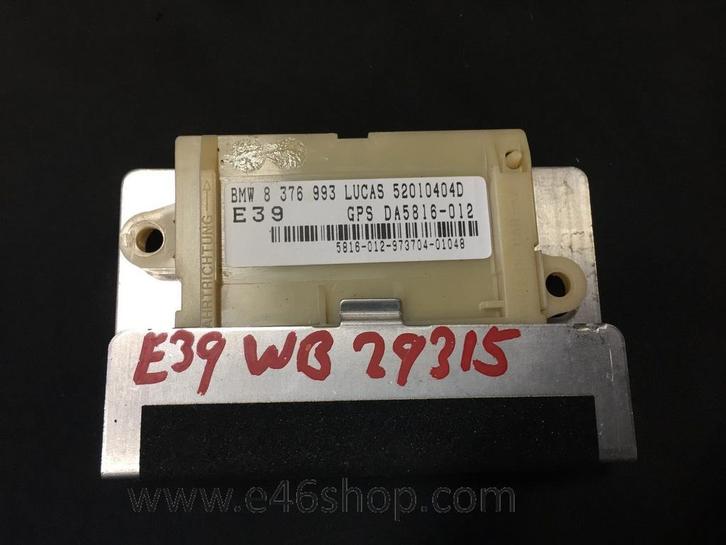 BMW 8 376 993 LUCAS 52010404D
E39 GPS DA5816-012
5816-012-973704-01048
FAHRTRICHTUNG
E39 WB 29315
www.e46shop.com